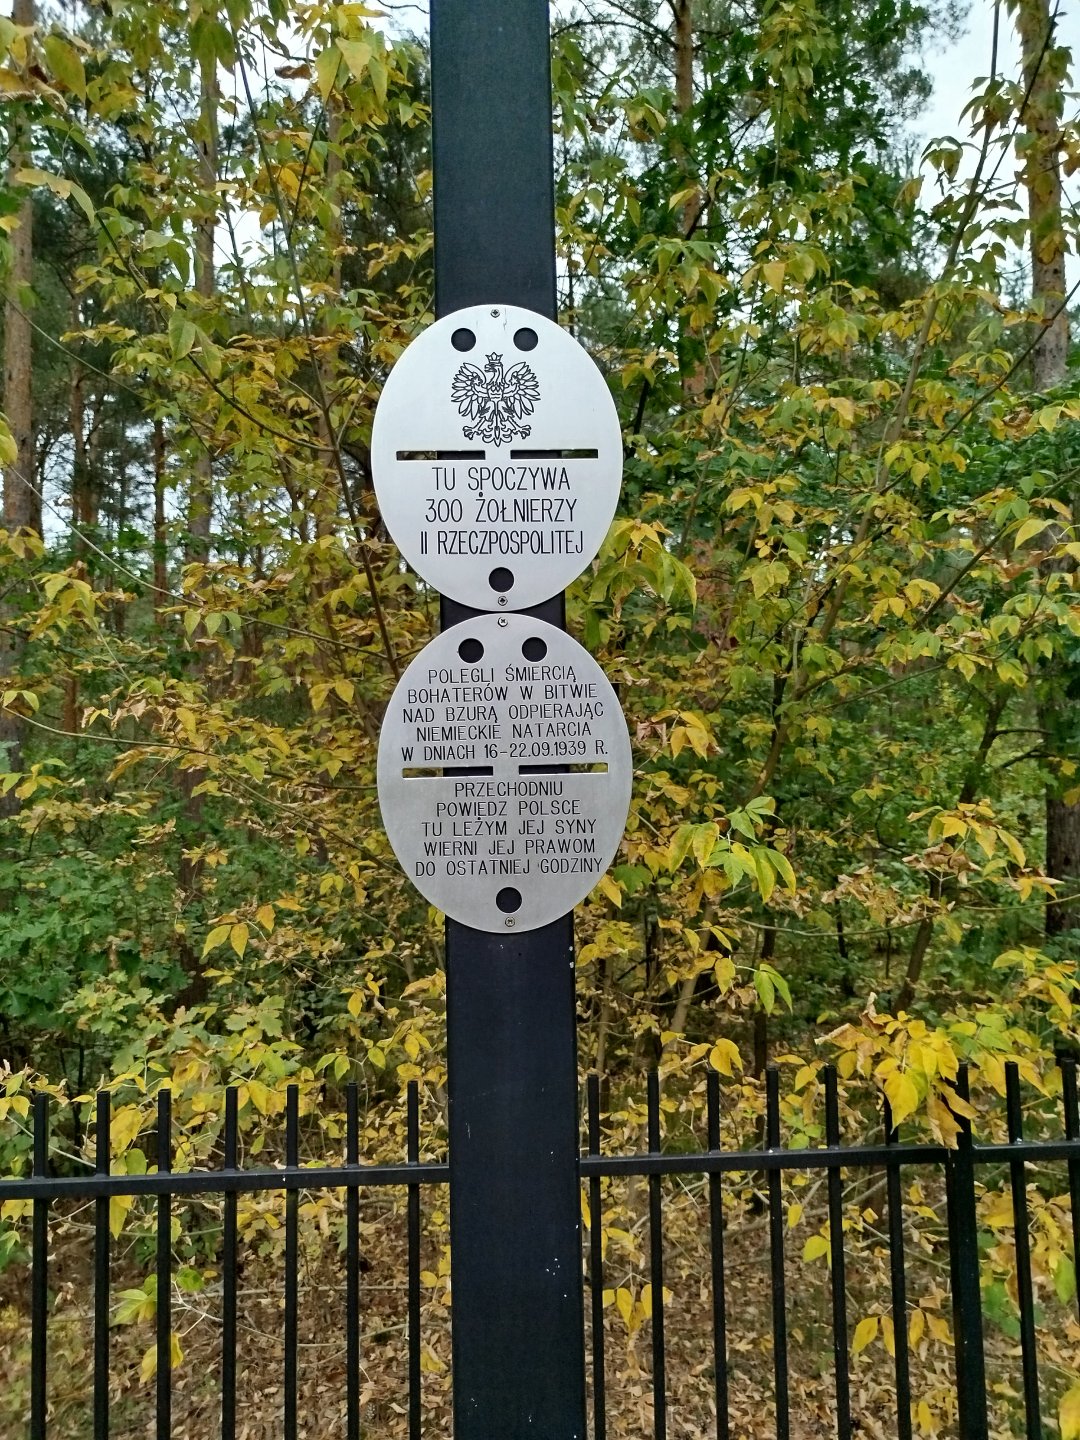 TU SPOCZYWA
300 ŻOŁNIERZY
II RZECZPOSPOLITEJ
POLEGLI ŚMIERCIĄ
BOHATERÓW W BITWIE
NAD BZURĄ ODPIERAJĄC
NIEMIECKIE NATARCIA
W DNIACH 16-22.09.1939 R.
PRZECHODNIU
POWIEDZ POLSCE
TU LEŻYM JEJ SYNY
WIERNI JEJ PRAWOM
DO OSTATNIEJ GODZINY